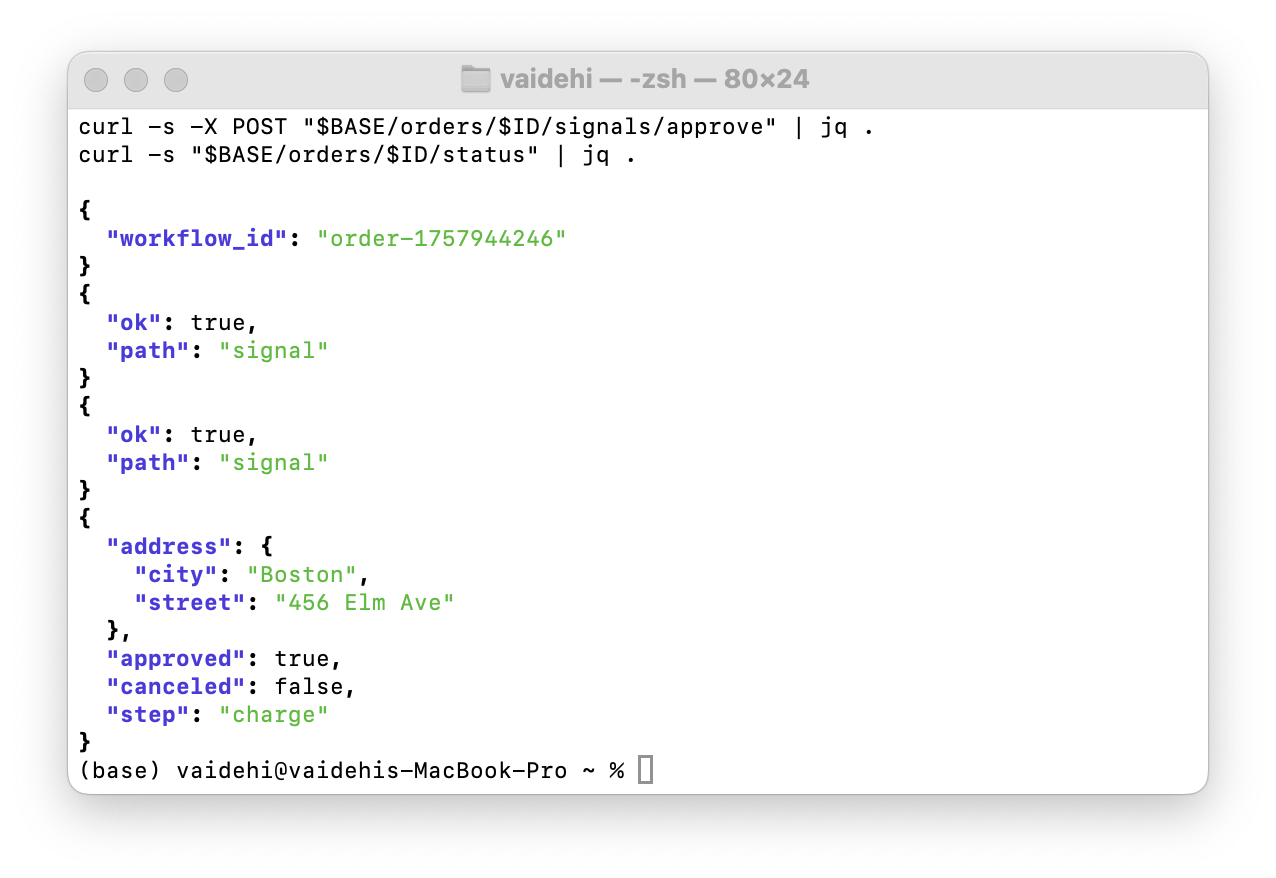 vaidehi — -zsh — 80×24
curl -s -X POST "$BASE/orders/$ID/signals/approve" | jq .
curl -s "$BASE/orders/$ID/status" | jq .
{
  "workflow_id": "order-1757944246"
}
{
  "ok": true,
  "path": "signal"
}
{
  "ok": true,
  "path": "signal"
}
{
  "address": {
    "city": "Boston",
    "street": "456 Elm Ave"
  },
  "approved": true,
  "canceled": false,
  "step": "charge"
}
(base) vaidehi@vaidehis-MacBook-Pro ~ %